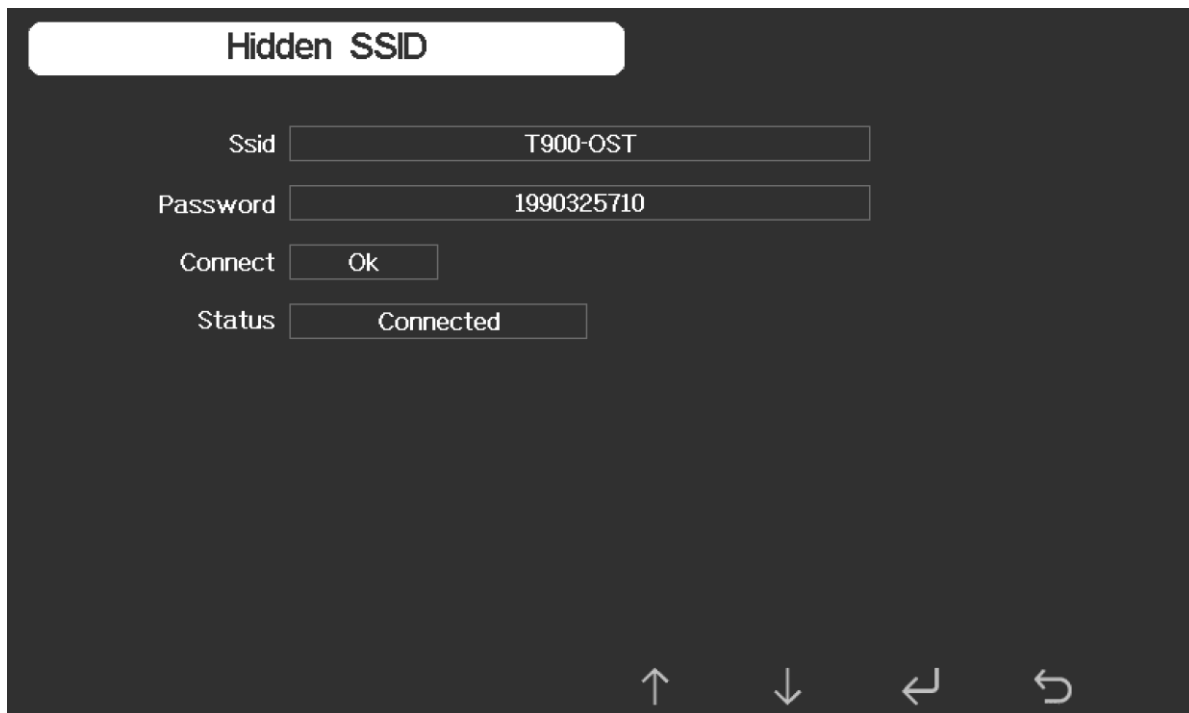 Hidden SSID
Ssid T900-OST
Password 1990325710
Connect Ok
Status Connected